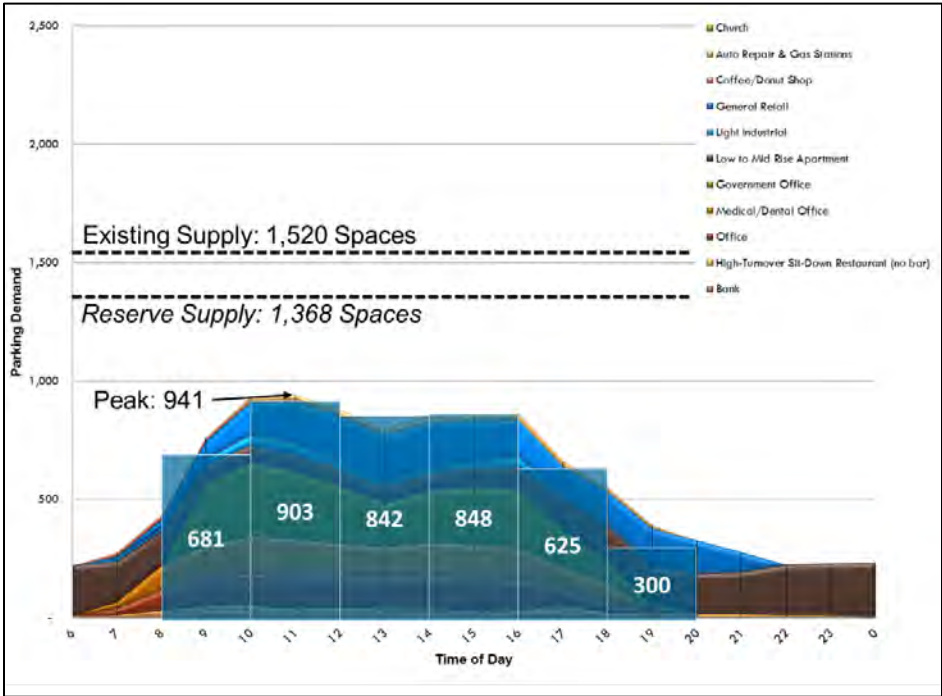 2,500
2,000
1,500
1,000
500
-
Parking Demand
Church
Auto Repair & Gas Stations
Coffee/Donut Shop
General Retail
Light Industrial
Low to Mid Rise Apartment
Government Office
Medical/Dental Office
Office
High-Turnover Sit-Down Restaurant (no bar)
Bank
Existing Supply: 1,520 Spaces
Reserve Supply: 1,368 Spaces
Peak: 941
681
903
842
848
625
300
6 7 8 9 10 11 12 13 14 15 16 17 18 19 20 21 22 23 0
Time of Day